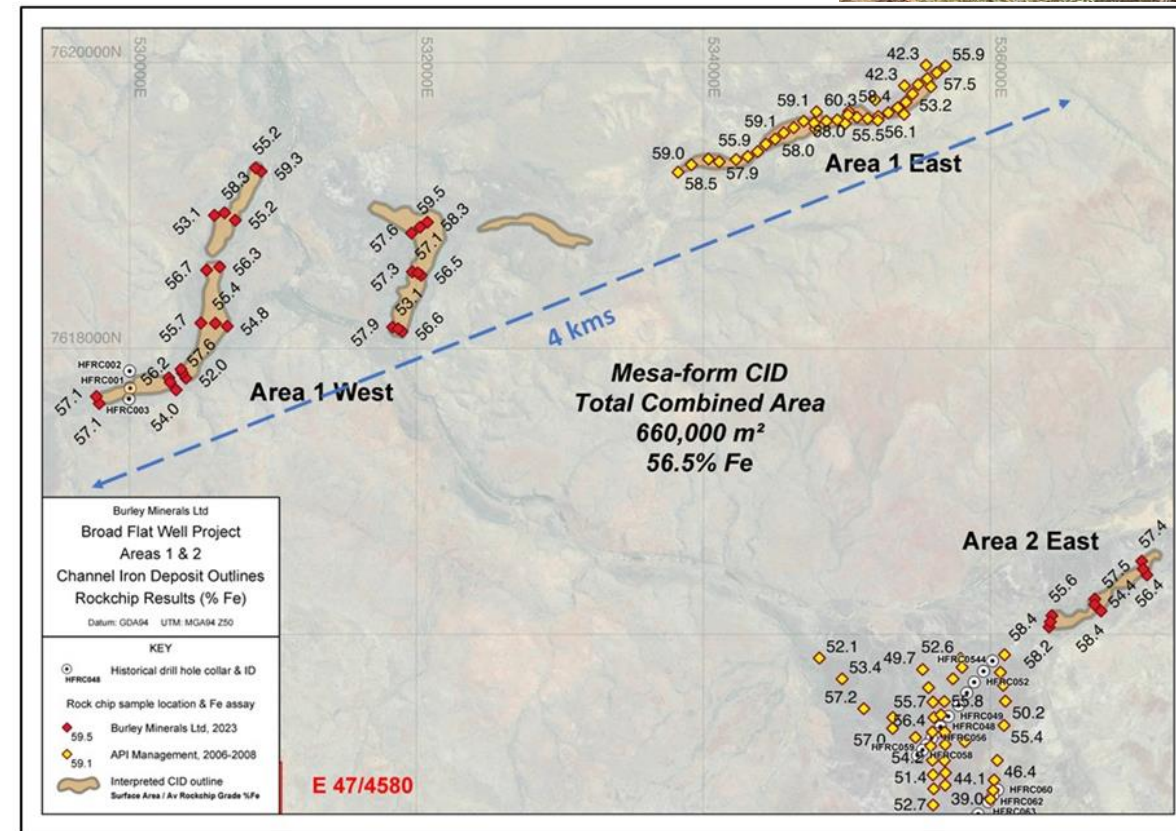 7620000N
530000E
532000E
534000E
536000E
42.3
55.9
42.3
57.5
59.1
60.3
58.4
53.2
59.1
58.0
55.5
56.1
55.9
58.0
59.0
57.9
58.5
Area 1 East
55.2
58.3
59.3
53.1
55.2
59.5
57.6
58.3
57.1
56.7
56.3
57.3
56.5
55.4
53.1
55.7
54.8
57.9
56.6
4 kms
7618000N
HFRC002
HFRC001
HFRC003
56.2
57.6
52.0
57.1
57.1
54.0
Area 1 West
Mesa-form CID
Total Combined Area
660,000 m²
56.5% Fe
Burley Minerals Ltd
Broad Flat Well Project
Areas 1 & 2
Channel Iron Deposit Outlines
Rockchip Results (% Fe)
Datum: GDA94 UTM: MGA94 Z50
KEY
HFRC048 Historical drill hole collar & ID
Rock chip sample location & Fe assay
59.5 Burley Minerals Ltd, 2023
59.1 API Management, 2006-2008
Interpreted CID outline
Surface Area / Av Rockship Grade %Fe
E 47/4580
Area 2 East
57.4
57.5
55.6
54.4
56.4
58.4
58.2
58.4
52.1
52.6
49.7
HFRC0544
53.4
HFRC052
57.2
55.7
55.8
50.2
56.4
HFRC049
HFRC048
57.0
HFRC056
55.4
HFRC059
HFRC058
54.2
51.4
44.1
46.4
HFRC060
39.0
HFRC062
52.7
HFRC063